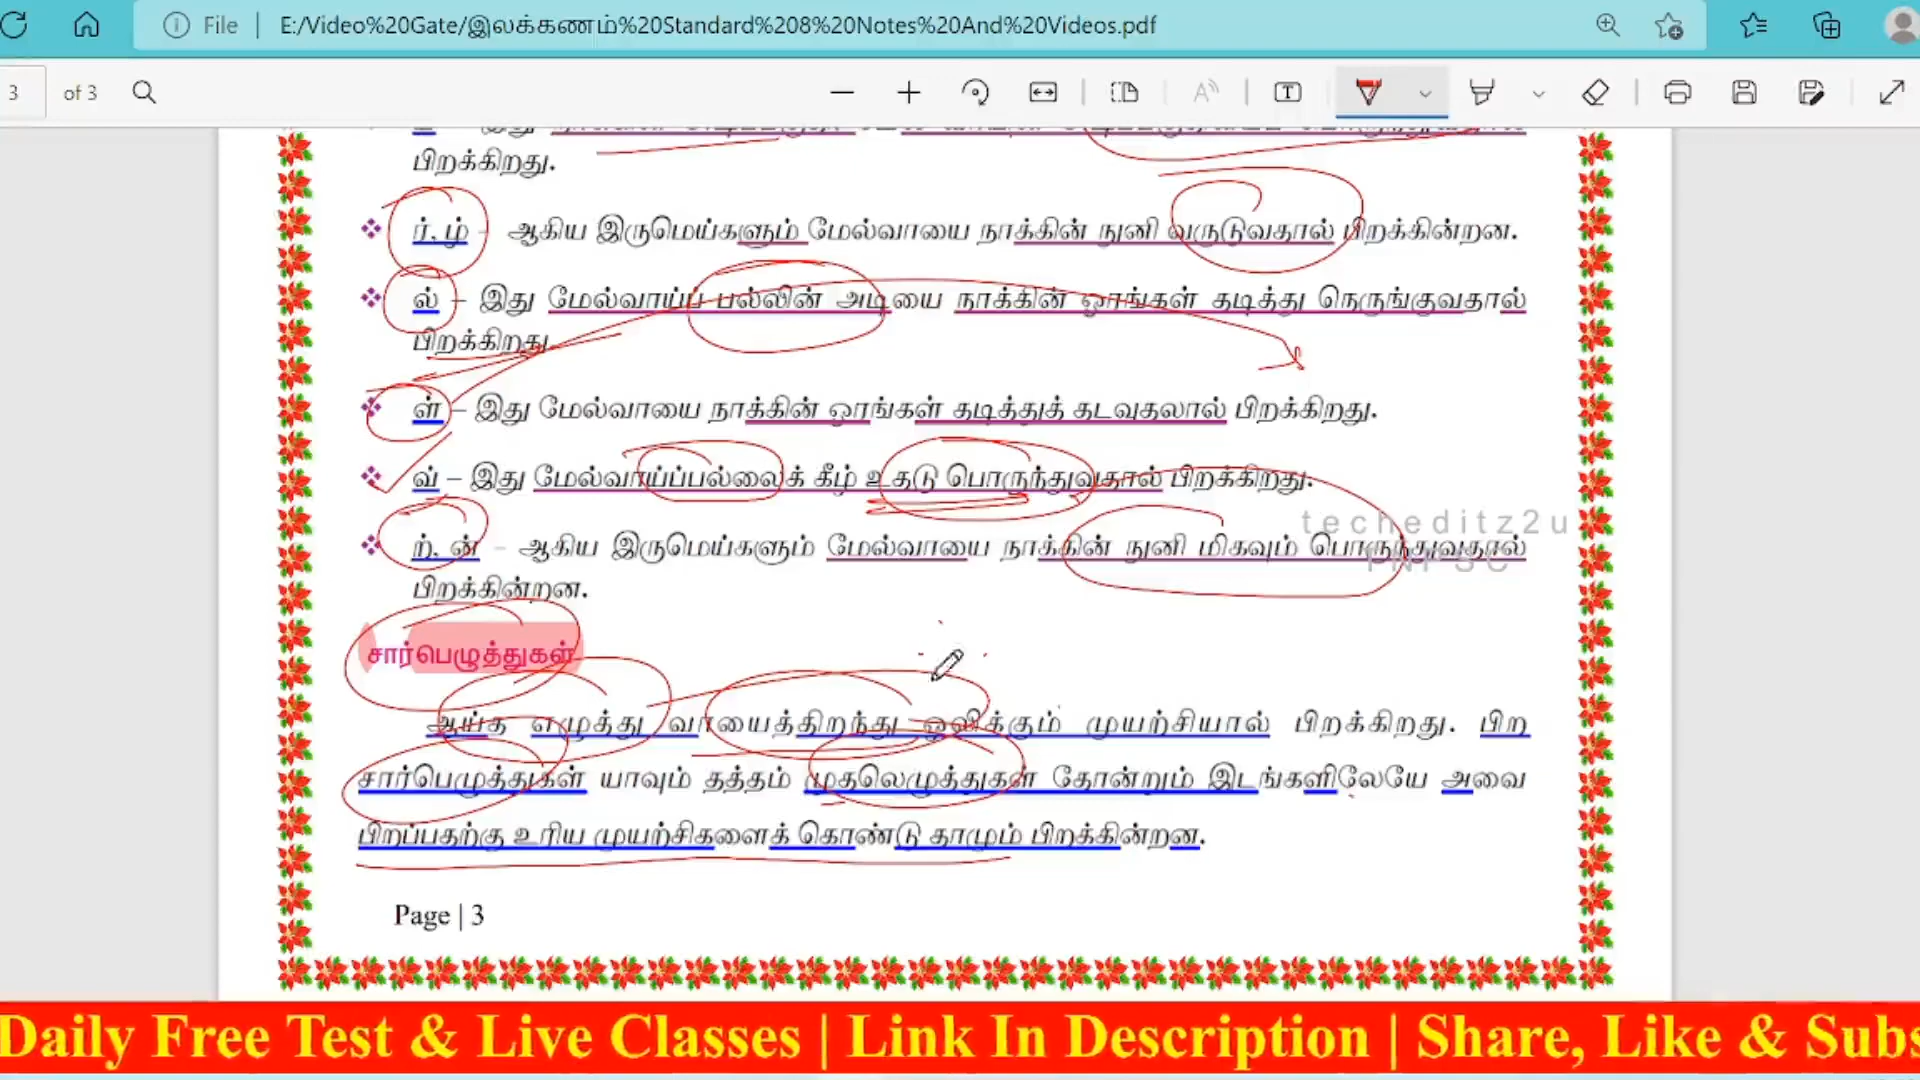 File E:/Video%20Gate/இலக்கணம்%20Standard%208%20Notes%20And%20Videos.pdf
3 of 3
பிறக்கிறது.
ர், ழ் - ஆகிய இருமெய்களும் மேல்வாயை நாக்கின் நுனி வருடுவதால் பிறக்கின்றன.
ல் – இது மேல்வாய்ப் பல்லின் அடியை நாக்கின் ஓரங்கள் தடித்து நெருங்குவதால்
பிறக்கிறது.
ள் – இது மேல்வாயை நாக்கின் ஓரங்கள் தடித்துத் தடவுதலால் பிறக்கிறது.
வ் – இது மேல்வாய்ப்பல்லைக் கீழ் உதடு பொருந்துவதால் பிறக்கிறது.
ற், ன் – ஆகிய இருமெய்களும் மேல்வாயை நாக்கின் நுனி மிகவும் பொருந்துவதால்
பிறக்கின்றன.
techeditz2u
TNPSC
சார்பெழுத்துகள்
ஆய்த எழுத்து வாயைத்திறந்து ஒலிக்கும் முயற்சியால் பிறக்கிறது. பிற
சார்பெழுத்துகள் யாவும் தத்தம் முதலெழுத்துகள் தோன்றும் இடங்களிலேயே அவை
பிறப்பதற்கு உரிய முயற்சிகளைக் கொண்டு தாமும் பிறக்கின்றன.
Page | 3
Daily Free Test & Live Classes | Link In Description | Share, Like & Subs